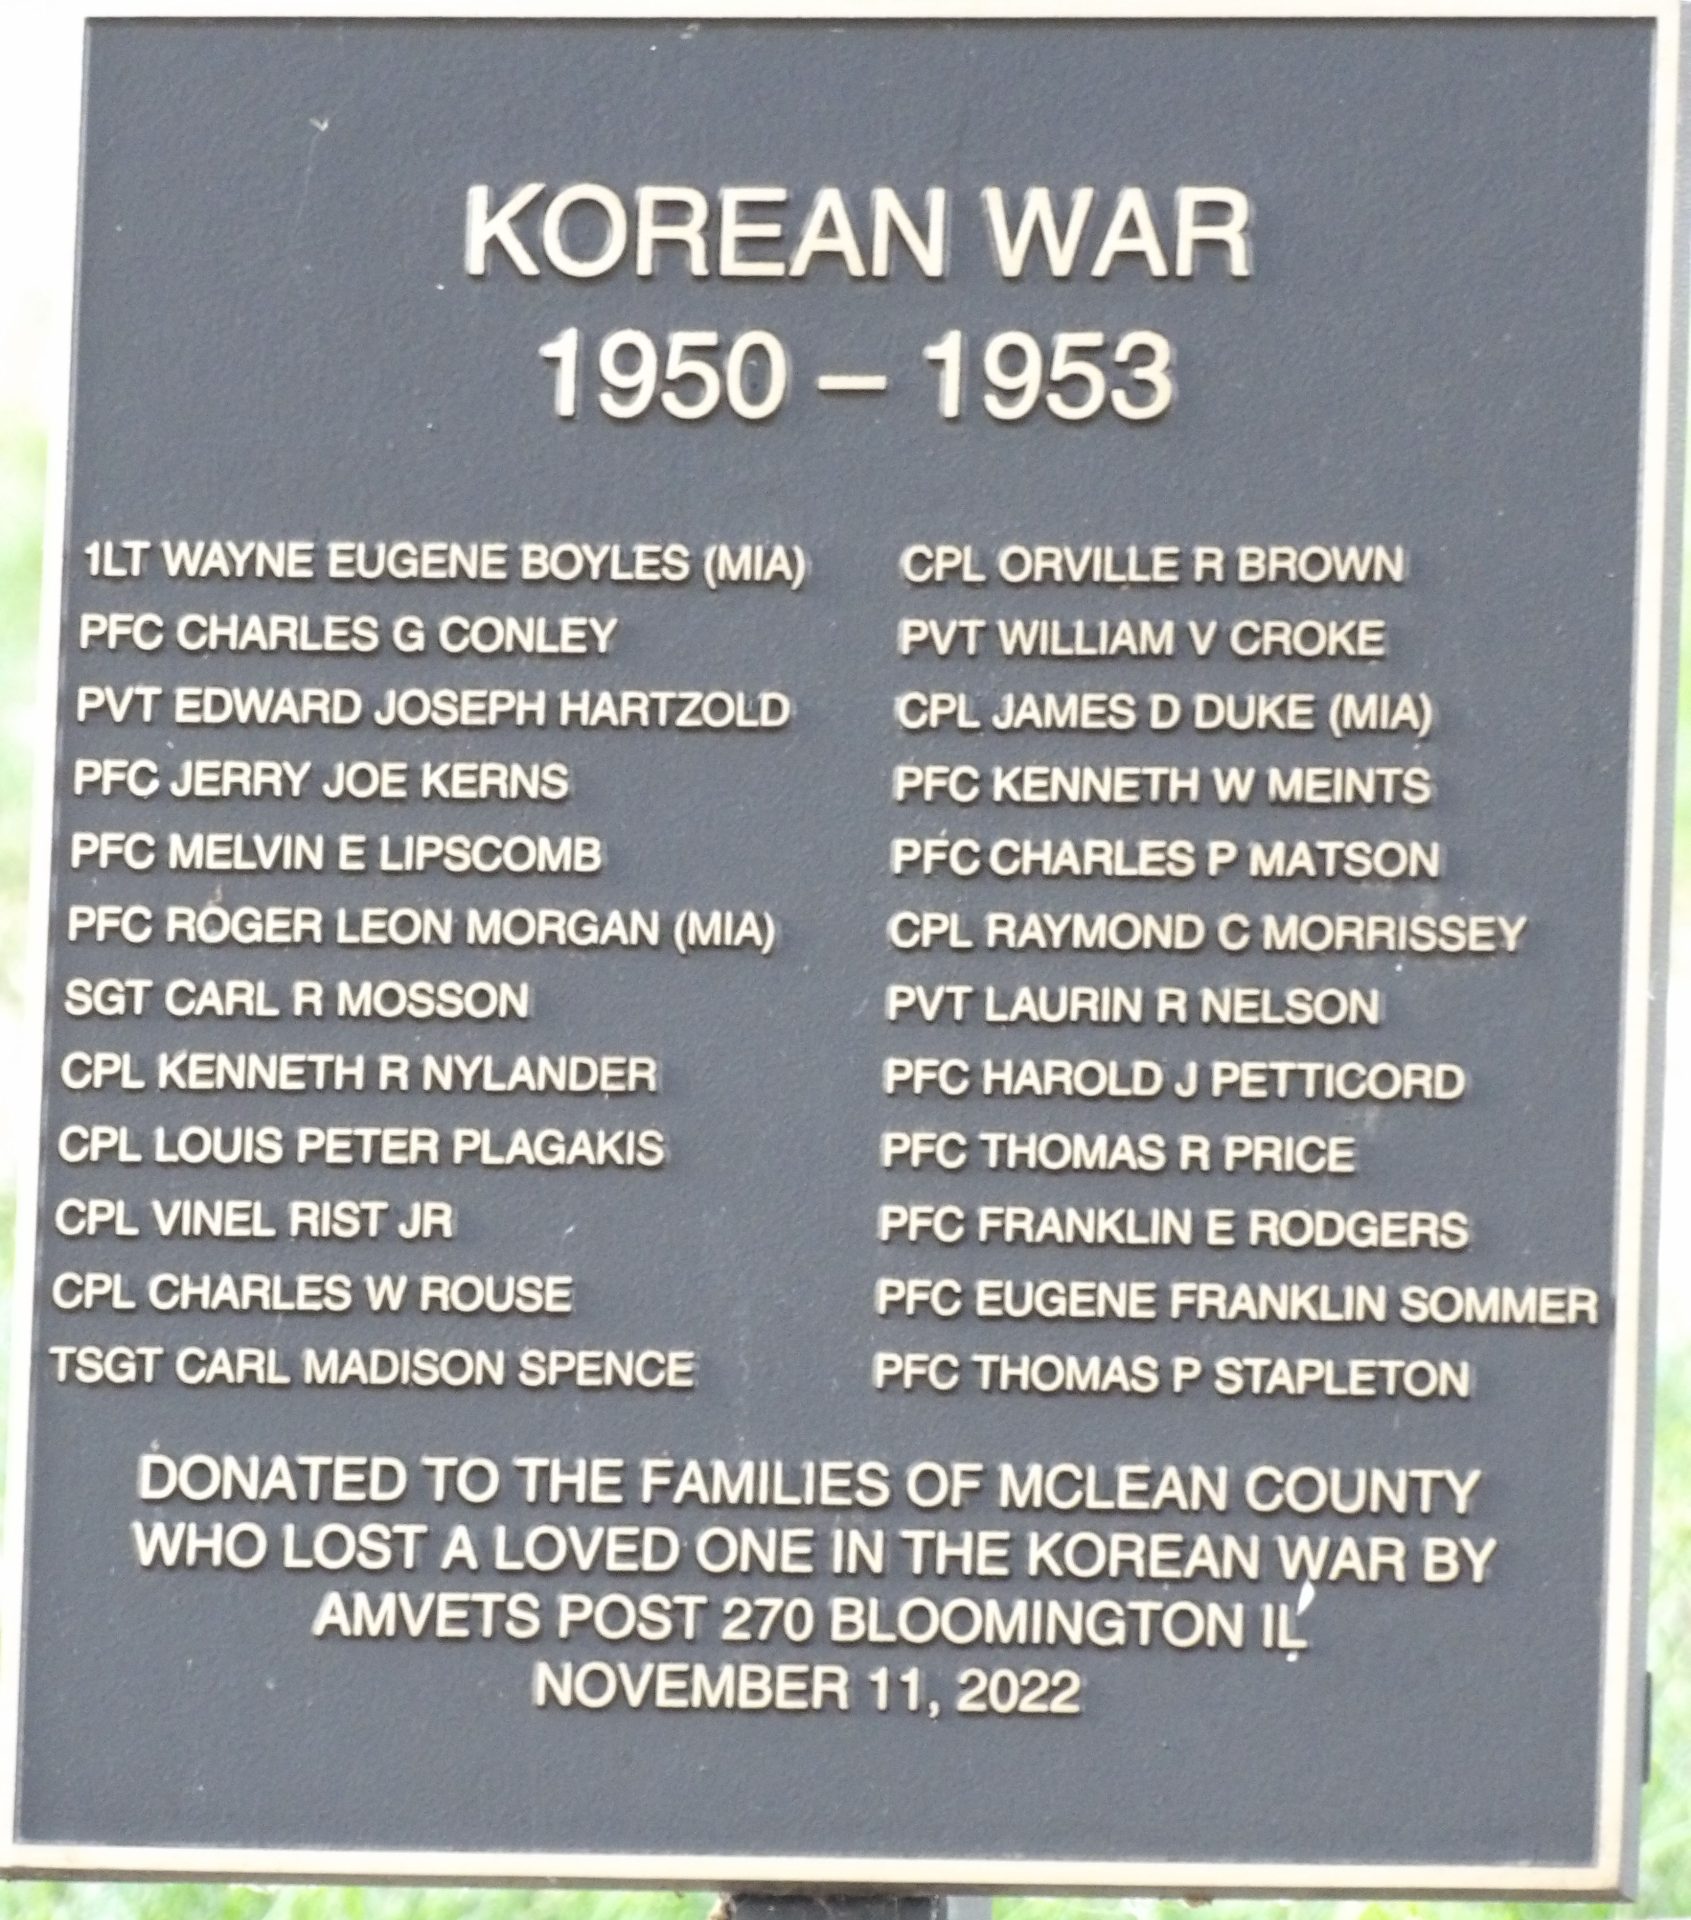 KOREAN WAR
1950 – 1953
1LT WAYNE EUGENE BOYLES (MIA)
PFC CHARLES G CONLEY
PVT EDWARD JOSEPH HARTZOLD
PFC JERRY JOE KERNS
PFC MELVIN E LIPSCOMB
PFC ROGER LEON MORGAN (MIA)
SGT CARL R MOSSON
CPL KENNETH R NYLANDER
CPL LOUIS PETER PLAGAKIS
CPL VINEL RIST JR
CPL CHARLES W ROUSE
TSGT CARL MADISON SPENCE
CPL ORVILLE R BROWN
PVT WILLIAM V CROKE
CPL JAMES D DUKE (MIA)
PFC KENNETH W MEINTS
PFC CHARLES P MATSON
CPL RAYMOND C MORRISSEY
PVT LAURIN R NELSON
PFC HAROLD J PETTICORD
PFC THOMAS R PRICE
PFC FRANKLIN E RODGERS
PFC EUGENE FRANKLIN SOMMER
PFC THOMAS P STAPLETON
DONATED TO THE FAMILIES OF MCLEAN COUNTY
WHO LOST A LOVED ONE IN THE KOREAN WAR BY
AMVETS POST 270 BLOOMINGTON IL
NOVEMBER 11, 2022